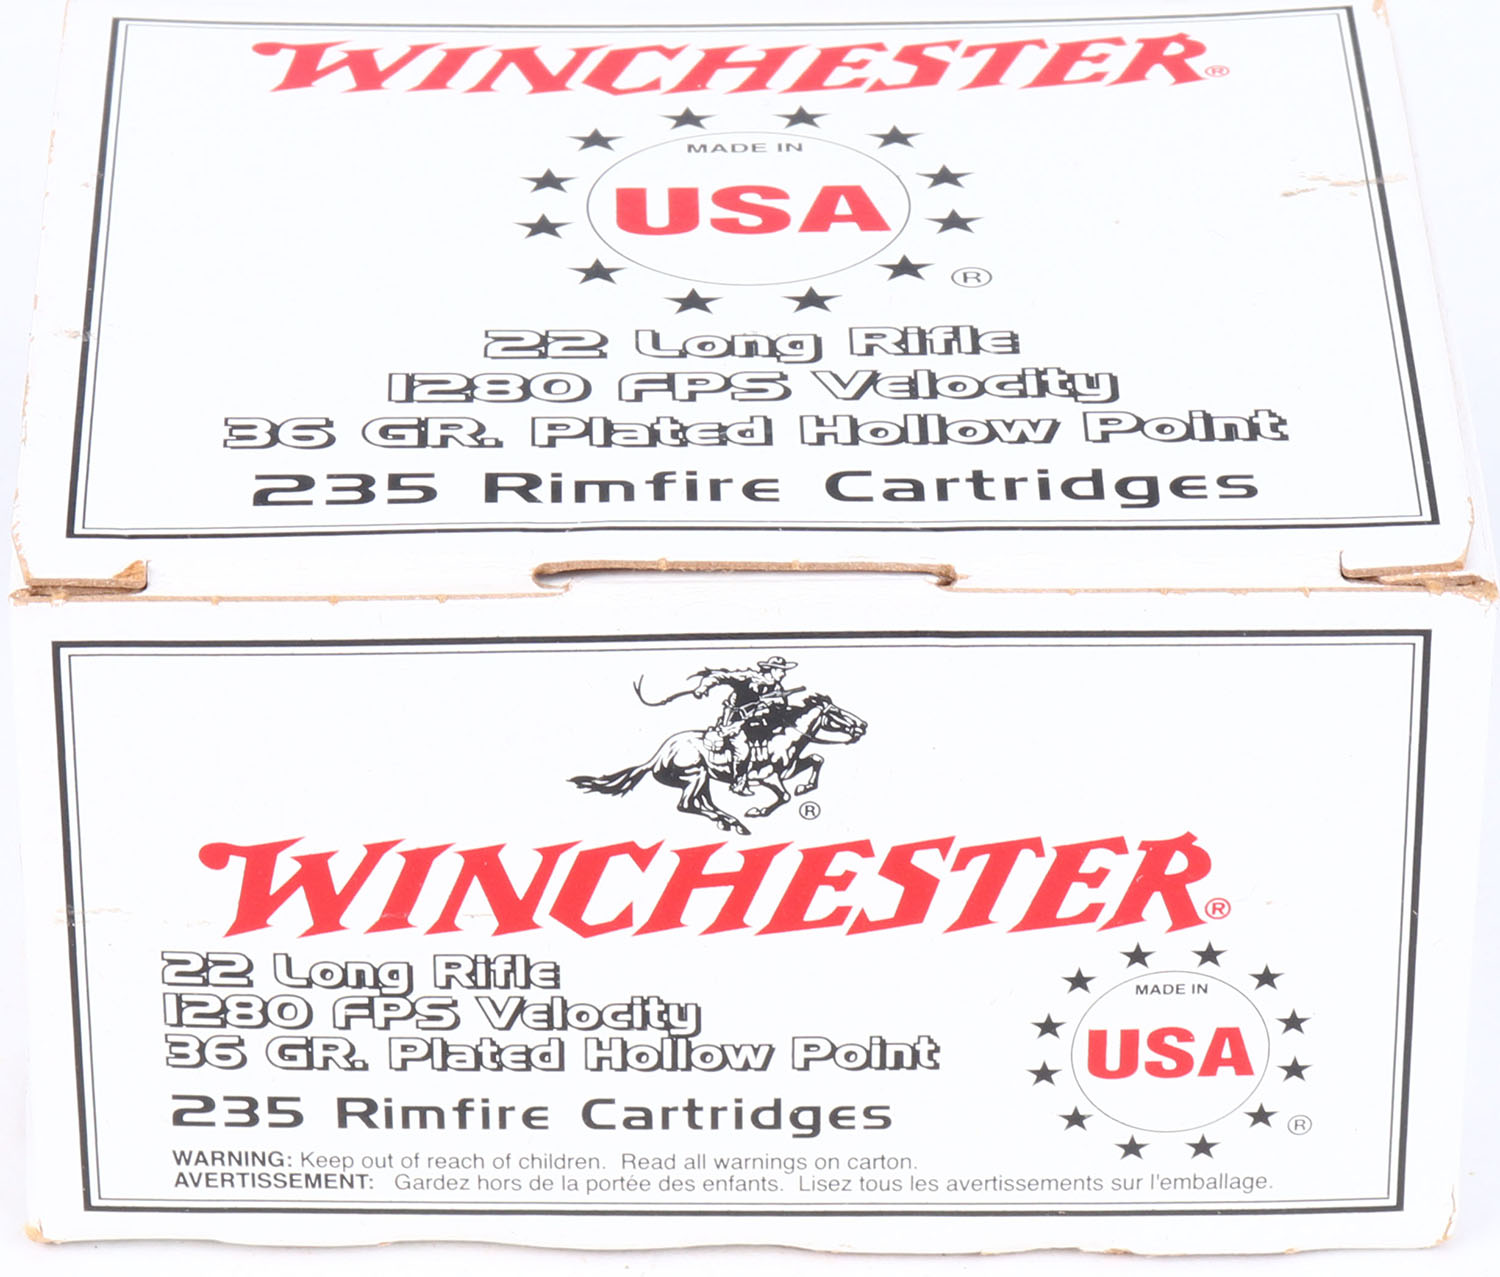 WINCHESTER®
MADE IN
USA
®
22 Long Rifle
1280 FPS Velocity
36 GR. Plated Hollow Point
235 Rimfire Cartridges
®
WINCHESTER®
22 Long Rifle
1280 FPS Velocity
36 GR. Plated Hollow Point
235 Rimfire Cartridges
MADE IN
USA
®
WARNING: Keep out of reach of children. Read all warnings on carton.
AVERTISSEMENT: Gardez hors de la portée des enfants. Lisez tous les avertissements sur l'emballage.